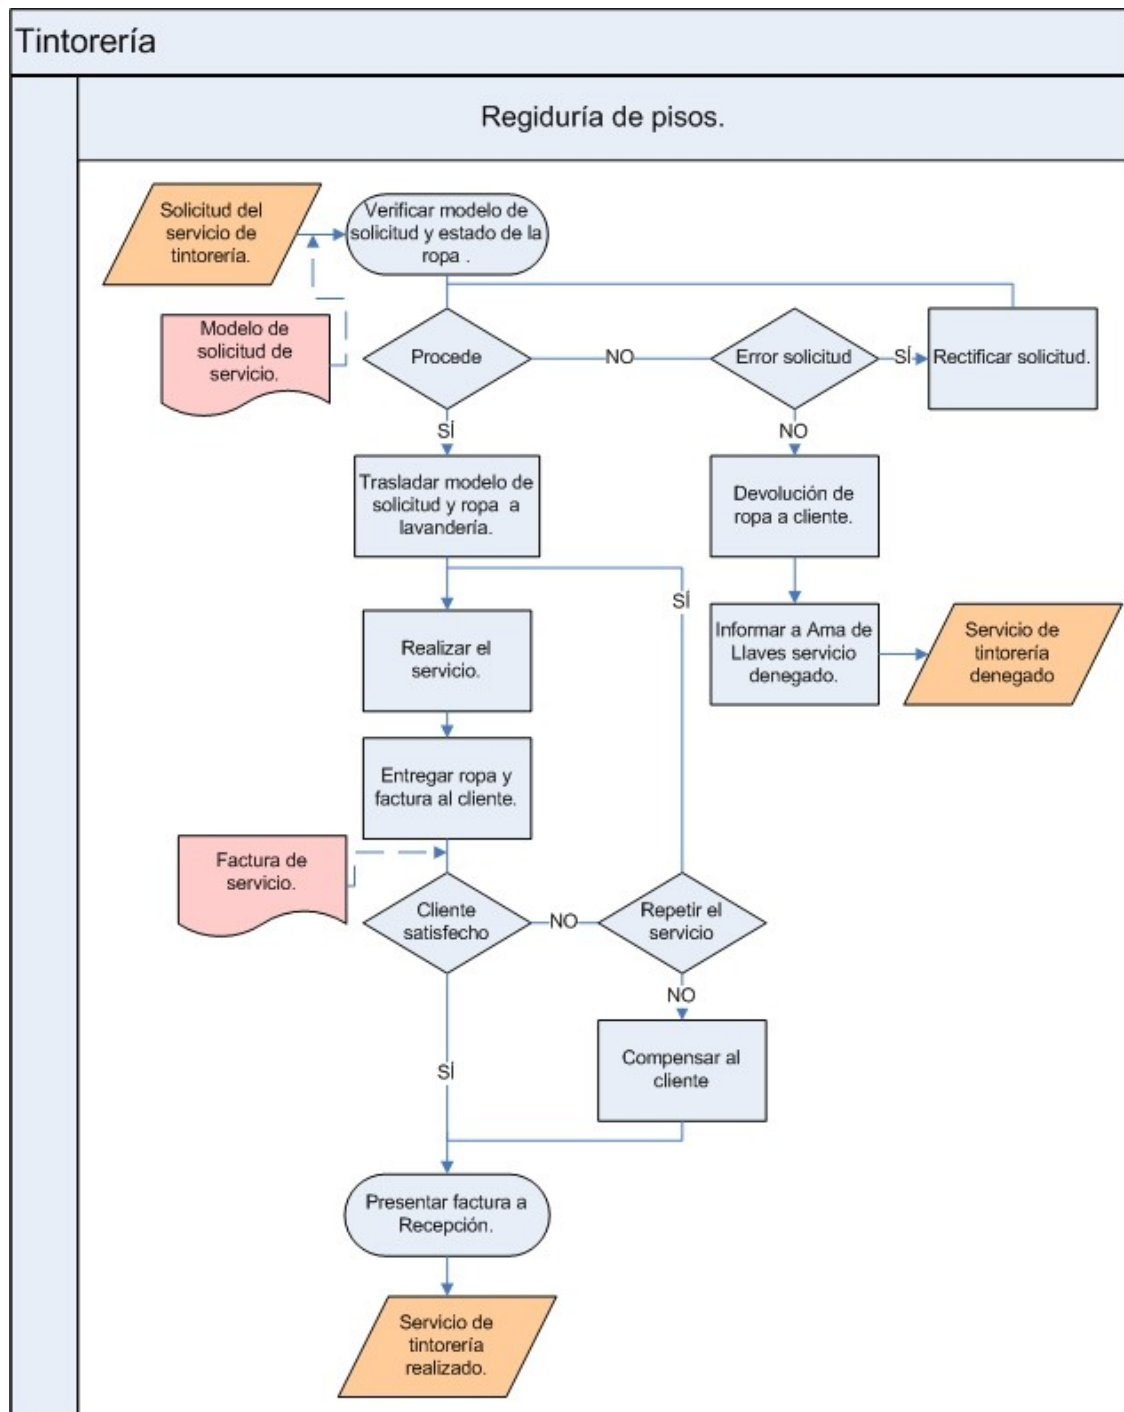 Tintorería
Regiduría de pisos.
Solicitud del
servicio de
tintorería.
Verificar modelo de
solicitud y estado de la
ropa .
Modelo de
solicitud de
servicio.
Procede
NO
Error solicitud
SÍ
Rectificar solicitud.
SÍ
NO
Trasladar modelo de
solicitud y ropa a
lavandería.
Devolución de
ropa a cliente.
SÍ
Realizar el
servicio.
Informar a Ama de
Llaves servicio
denegado.
Servicio de
tintorería
denegado
Entregar ropa y
factura al cliente.
Factura de
servicio.
Cliente
satisfecho
NO
Repetir el
servicio
NO
SÍ
Compensar al
cliente
Presentar factura a
Recepción.
Servicio de
tintorería
realizado.